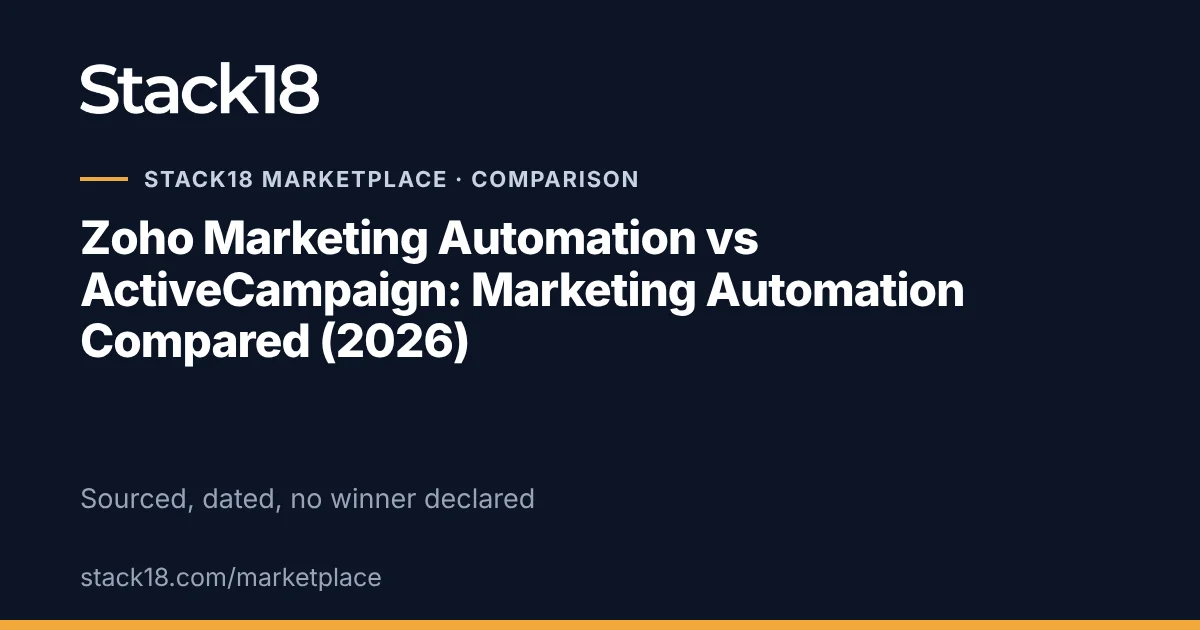 Stack18
STACK18 MARKETPLACE · COMPARISON
Zoho Marketing Automation vs
ActiveCampaign: Marketing Automation
Compared (2026)
Sourced, dated, no winner declared
stack18.com/marketplace